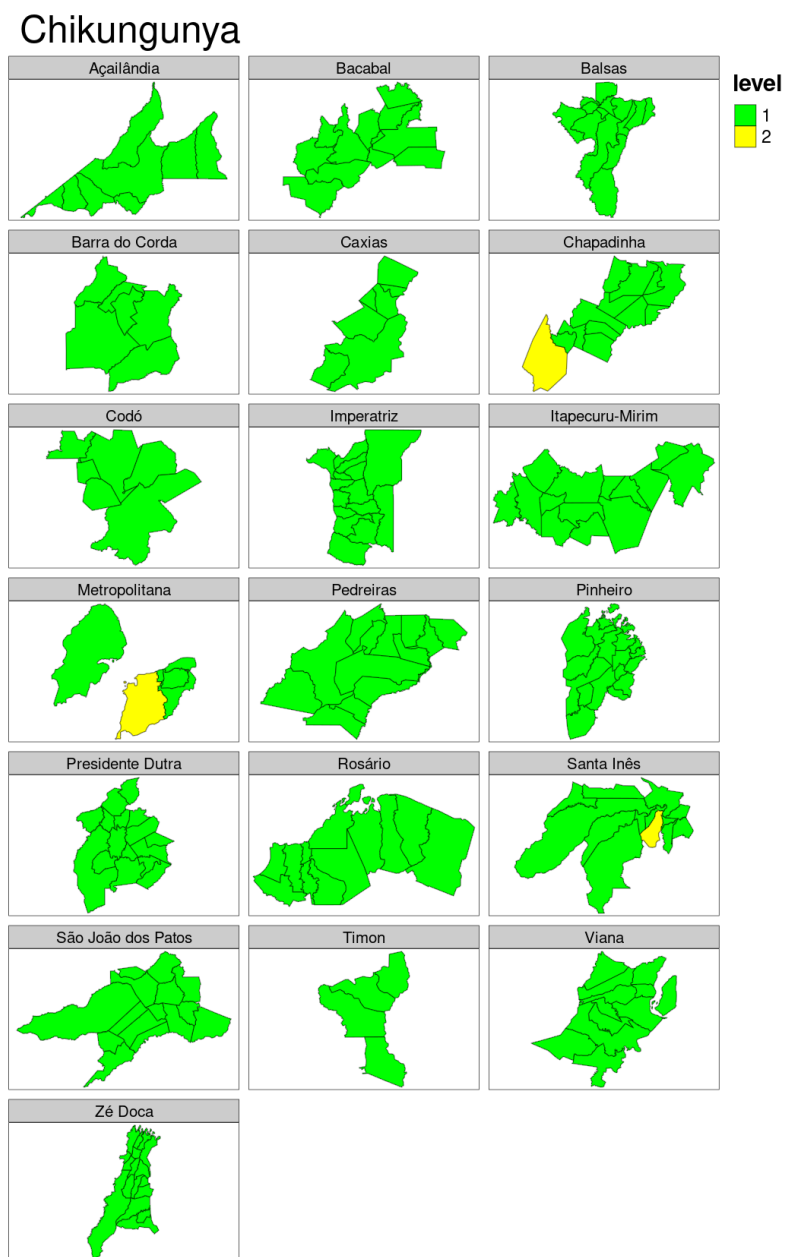 Chikungunya
Açailândia
Bacabal
Balsas
level
1
2
Barra do Corda
Caxias
Chapadinha
Codó
Imperatriz
Itapecuru-Mirim
Metropolitana
Pedreiras
Pinheiro
Presidente Dutra
Rosário
Santa Inês
São João dos Patos
Timon
Viana
Zé Doca